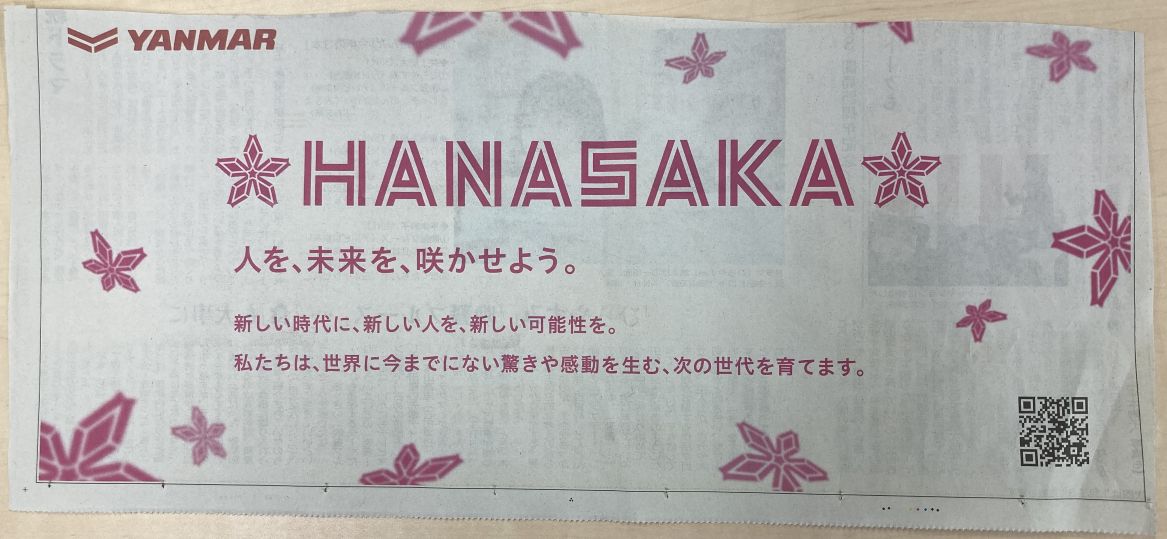 YANMAR
HANASAKA
人を、未来を、咲かせよう。
新しい時代に、新しい人を、新しい可能性を。
私たちは、世界に今までにない驚きや感動を生む、次の世代を育てます。